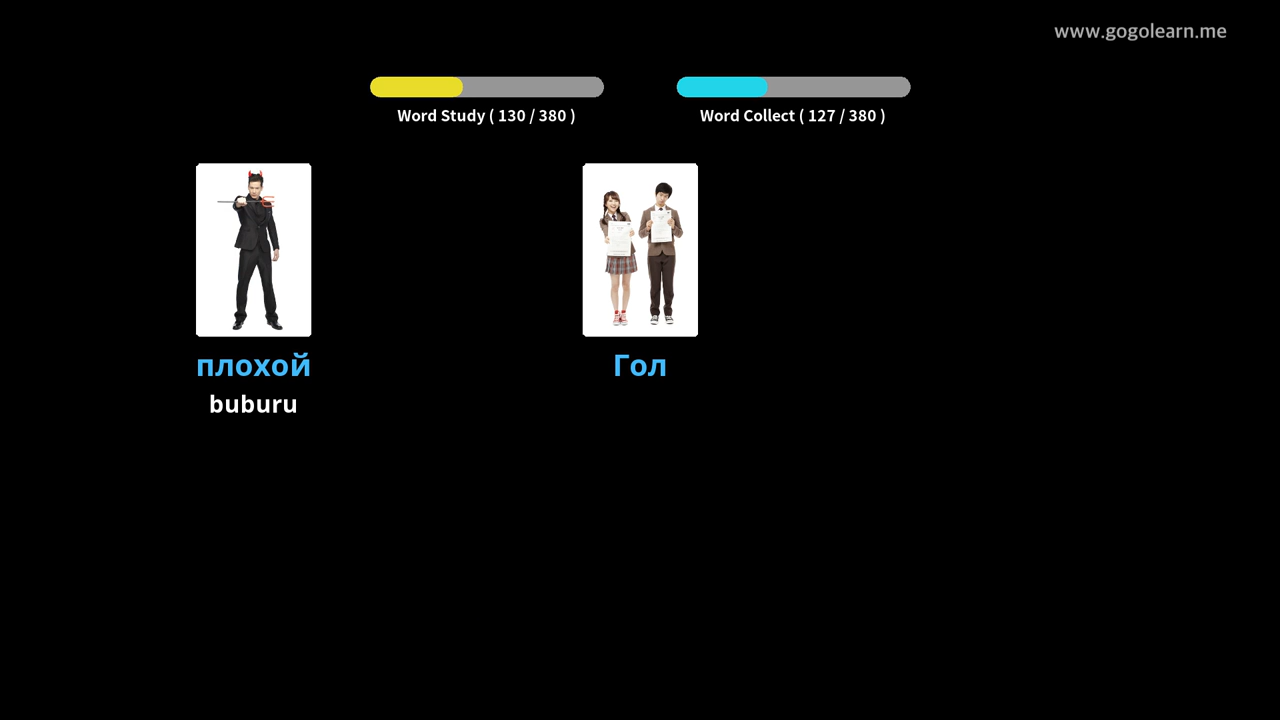 www.gogolearn.me
Word Study ( 130 / 380 )
Word Collect ( 127 / 380 )
плохой
Гол
buburu